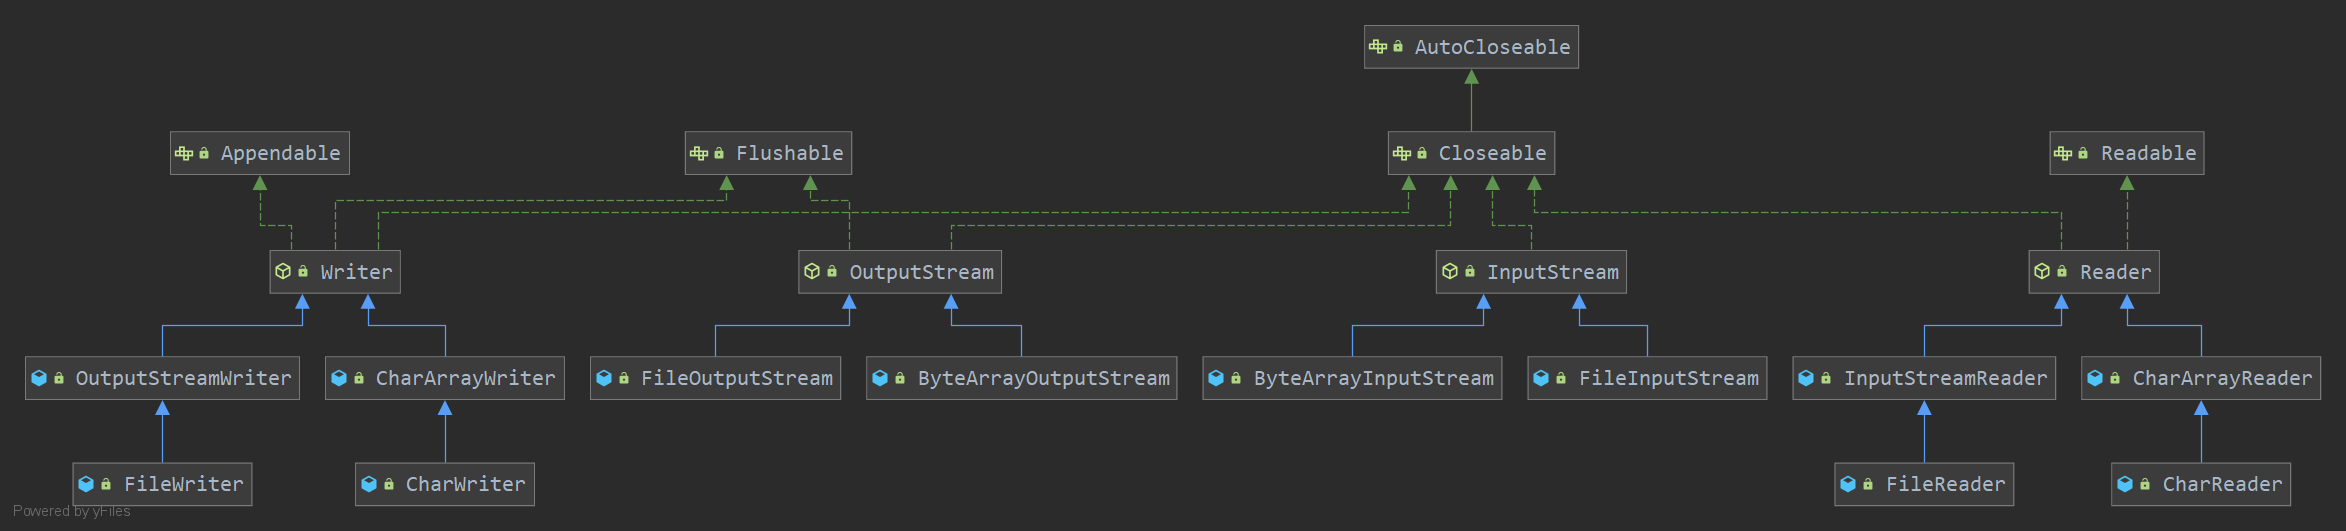 AutoCloseable
Appendable
Flushable
Closeable
Readable
Writer
OutputStream
InputStream
Reader
OutputStreamWriter
CharArrayWriter
FileOutputStream
ByteArrayOutputStream
ByteArrayInputStream
FileInputStream
InputStreamReader
CharArrayReader
FileWriter
CharWriter
FileReader
CharReader
Powered by yFiles